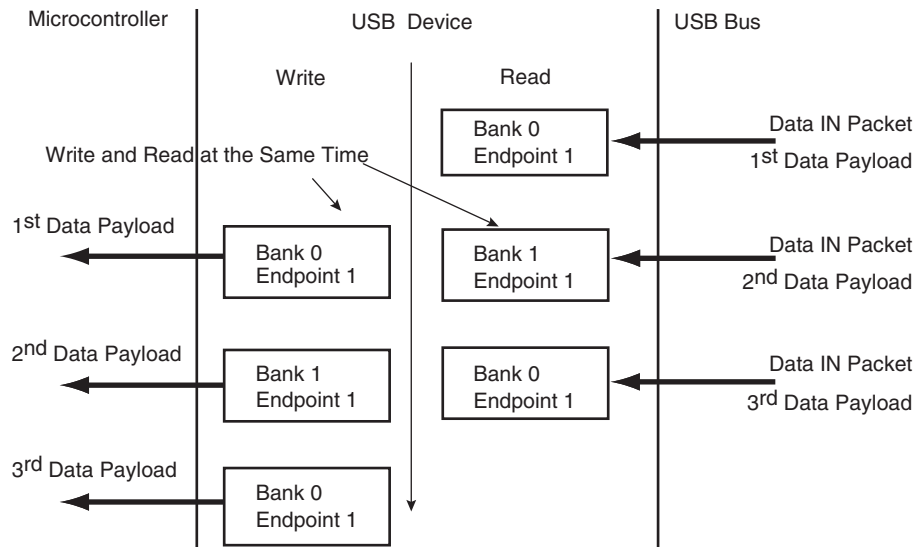 Microcontroller
USB Device
USB Bus
Write
Read
Bank 0
Endpoint 1
Data IN Packet
1st Data Payload
Write and Read at the Same Time
1st Data Payload
Bank 0
Endpoint 1
Bank 1
Endpoint 1
Data IN Packet
2nd Data Payload
2nd Data Payload
Bank 1
Endpoint 1
Bank 0
Endpoint 1
Data IN Packet
3rd Data Payload
3rd Data Payload
Bank 0
Endpoint 1